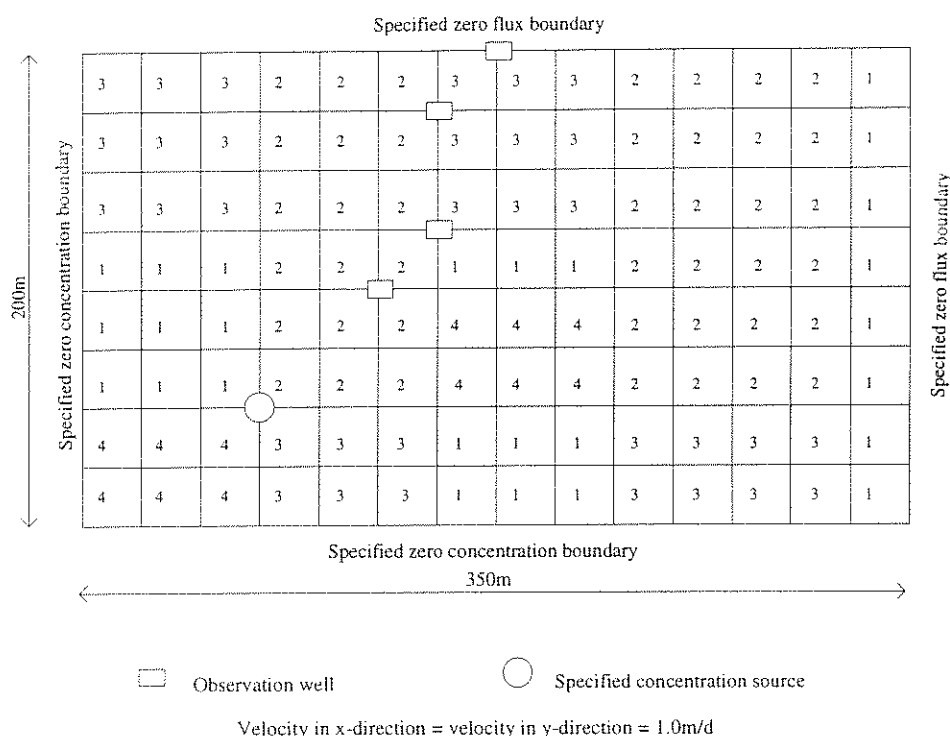 Specified zero flux boundary
3 3 3 2 2 2 3 3 3 2 2 2 2 1
3 3 3 2 2 2 3 3 3 2 2 2 2 1
3 3 3 2 2 2 3 3 3 2 2 2 2 1
1 1 1 2 2 2 1 1 1 2 2 2 2 1
1 1 1 2 2 2 4 4 4 2 2 2 2 1
1 1 1 2 2 2 4 4 4 2 2 2 2 1
4 4 4 3 3 3 1 1 1 3 3 3 3 1
4 4 4 3 3 3 1 1 1 3 3 3 3 1
200m
Specified zero concentration boundary
Specified zero flux boundary
Specified zero concentration boundary
350m
Observation well
Specified concentration source
Velocity in x-direction = velocity in y-direction = 1.0m/d